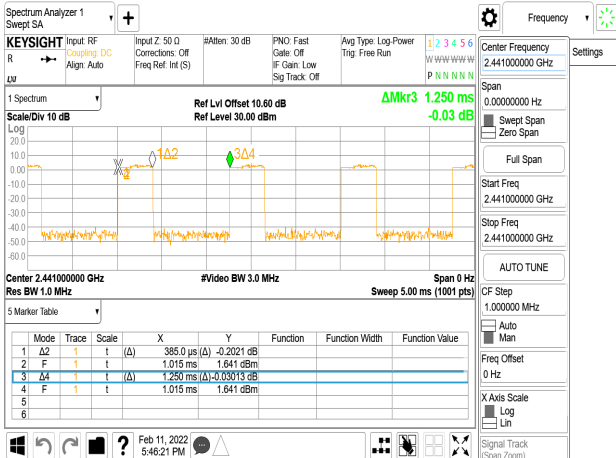 Spectrum Analyzer 1
Swept SA
Frequency
KEYSIGHT
R
LXI
Input: RF
Coupling: DC
Align: Auto
Input Z: 50 Ω
Corrections: Off
Freq Ref: Int (S)
#Atten: 30 dB
PNO: Fast
Gate: Off
IF Gain: Low
Sig Track: Off
Avg Type: Log-Power
Trig: Free Run
1 2 3 4 5 6
W W W W W W
P N N N N N
1 Spectrum
Scale/Div 10 dB
Ref Lvl Offset 10.60 dB
Ref Level 30.00 dBm
ΔMkr3 1.250 ms
-0.03 dB
Log
20.0
10.0
0.00
-10.0
-20.0
-30.0
-40.0
-50.0
-60.0
1Δ2
3Δ4
Center 2.441000000 GHz
Res BW 1.0 MHz
#Video BW 3.0 MHz
Span 0 Hz
Sweep 5.00 ms (1001 pts)
5 Marker Table
Mode Trace Scale X Y Function Function Width Function Value
1 Δ2 1 t (Δ) 385.0 µs (Δ) -0.2021 dB
2 F 1 t 1.015 ms 1.641 dBm
3 Δ4 1 t (Δ) 1.250 ms (Δ) -0.03013 dB
4 F 1 t 1.015 ms 1.641 dBm
5
6
Feb 11, 2022
5:46:21 PM
Center Frequency
2.441000000 GHz
Settings
Span
0.00000000 Hz
Swept Span
Zero Span
Full Span
Start Freq
2.441000000 GHz
Stop Freq
2.441000000 GHz
AUTO TUNE
CF Step
1.000000 MHz
Auto
Man
Freq Offset
0 Hz
X Axis Scale
Log
Lin
Signal Track
(Span Zoom)